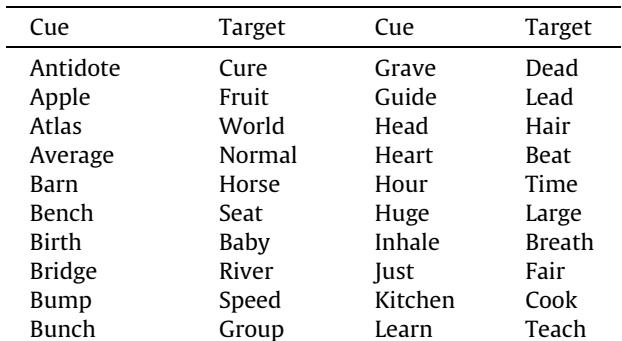 Cue Target Cue Target
Antidote Cure Grave Dead
Apple Fruit Guide Lead
Atlas World Head Hair
Average Normal Heart Beat
Barn Horse Hour Time
Bench Seat Huge Large
Birth Baby Inhale Breath
Bridge River Just Fair
Bump Speed Kitchen Cook
Bunch Group Learn Teach